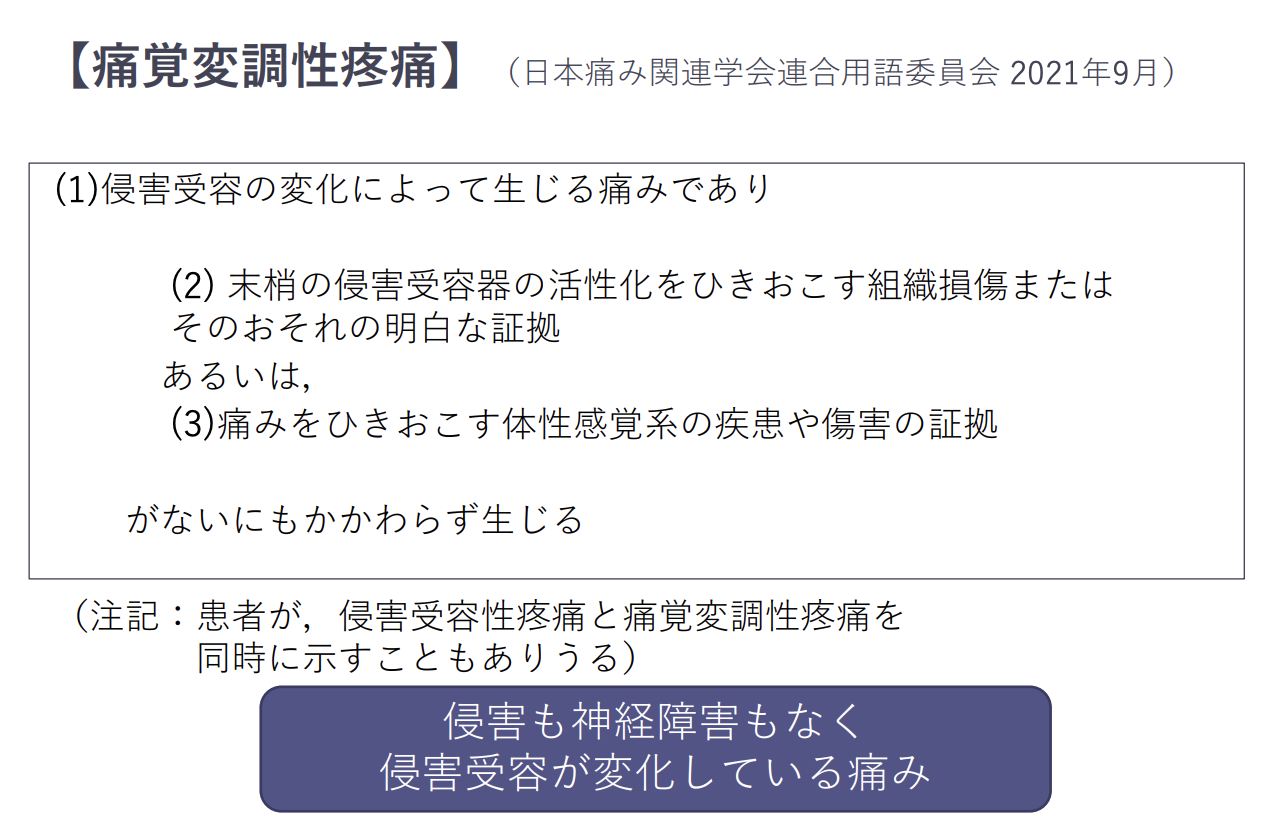 【痛覚変調性疼痛】（日本痛み関連学会連合用語委員会 2021年9月）
(1)侵害受容の変化によって生じる痛みであり
(2) 末梢の侵害受容器の活性化をひきおこす組織損傷または
そのおそれの明白な証拠
あるいは,
(3)痛みをひきおこす体性感覚系の疾患や傷害の証拠
がないにもかかわらず生じる
（注記：患者が，侵害受容性疼痛と痛覚変調性疼痛を
同時に示すこともありうる）
侵害も神経障害もなく
侵害受容が変化している痛み